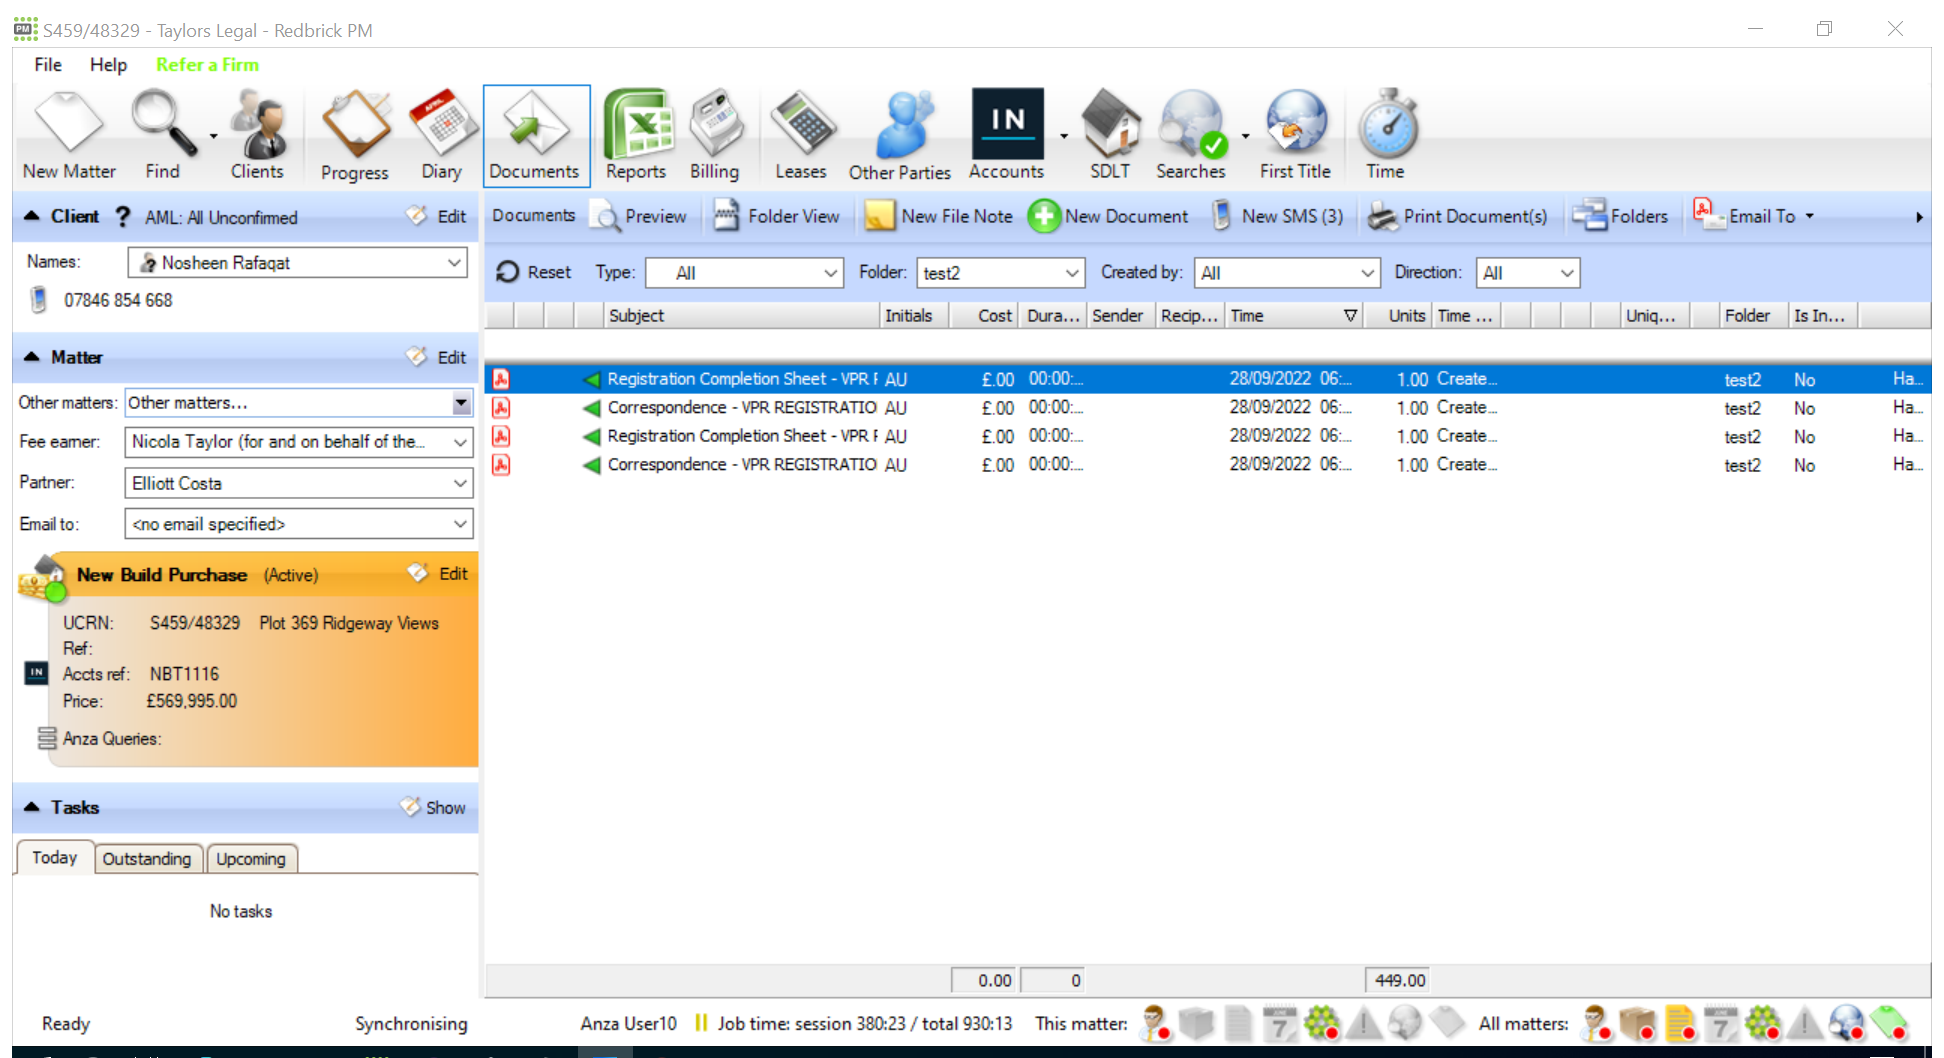 S459/48329 - Taylors Legal - Redbrick PM
File Help Refer a Firm
New Matter Find Clients Progress Diary Documents Reports Billing Leases Other Parties Accounts SDLT Searches First Title Time
Client ? AML: All Unconfirmed Edit
Documents Preview Folder View New File Note New Document New SMS (3) Print Document(s) Folders Email To
Names: Nosheen Rafaqat
07846 854 668
Reset Type: All Folder: test2 Created by: All Direction: All
Subject Initials Cost Dura... Sender Recip... Time Units Time ... Uniq... Folder Is In...
Matter Edit
Other matters: Other matters...
Fee earner: Nicola Taylor (for and on behalf of the...
Partner: Elliott Costa
Email to: <no email specified>
Registration Completion Sheet - VPR AU £.00 00:00:... 28/09/2022 06:... 1.00 Create... test2 No Ha...
Correspondence - VPR REGISTRATIO AU £.00 00:00:... 28/09/2022 06:... 1.00 Create... test2 No Ha...
Registration Completion Sheet - VPR AU £.00 00:00:... 28/09/2022 06:... 1.00 Create... test2 No Ha...
Correspondence - VPR REGISTRATIO AU £.00 00:00:... 28/09/2022 06:... 1.00 Create... test2 No Ha...
New Build Purchase (Active) Edit
UCRN: S459/48329 Plot 369 Ridgeway Views
Ref:
IN Accts ref: NBT1116
Price: £569,995.00
Anza Queries:
Tasks Show
Today Outstanding Upcoming
No tasks
0.00 0 449.00
Ready Synchronising Anza User10 Job time: session 380:23 / total 930:13 This matter: All matters: